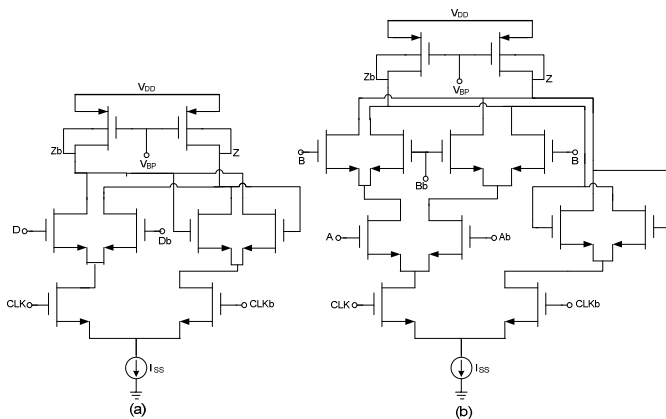 VDD
Zb
Z
VBP
D
Db
CLK
CLKb
ISS
(a)
VDD
Zb
Z
VBP
B
Bb
B
A
Ab
CLK
CLKb
ISS
(b)